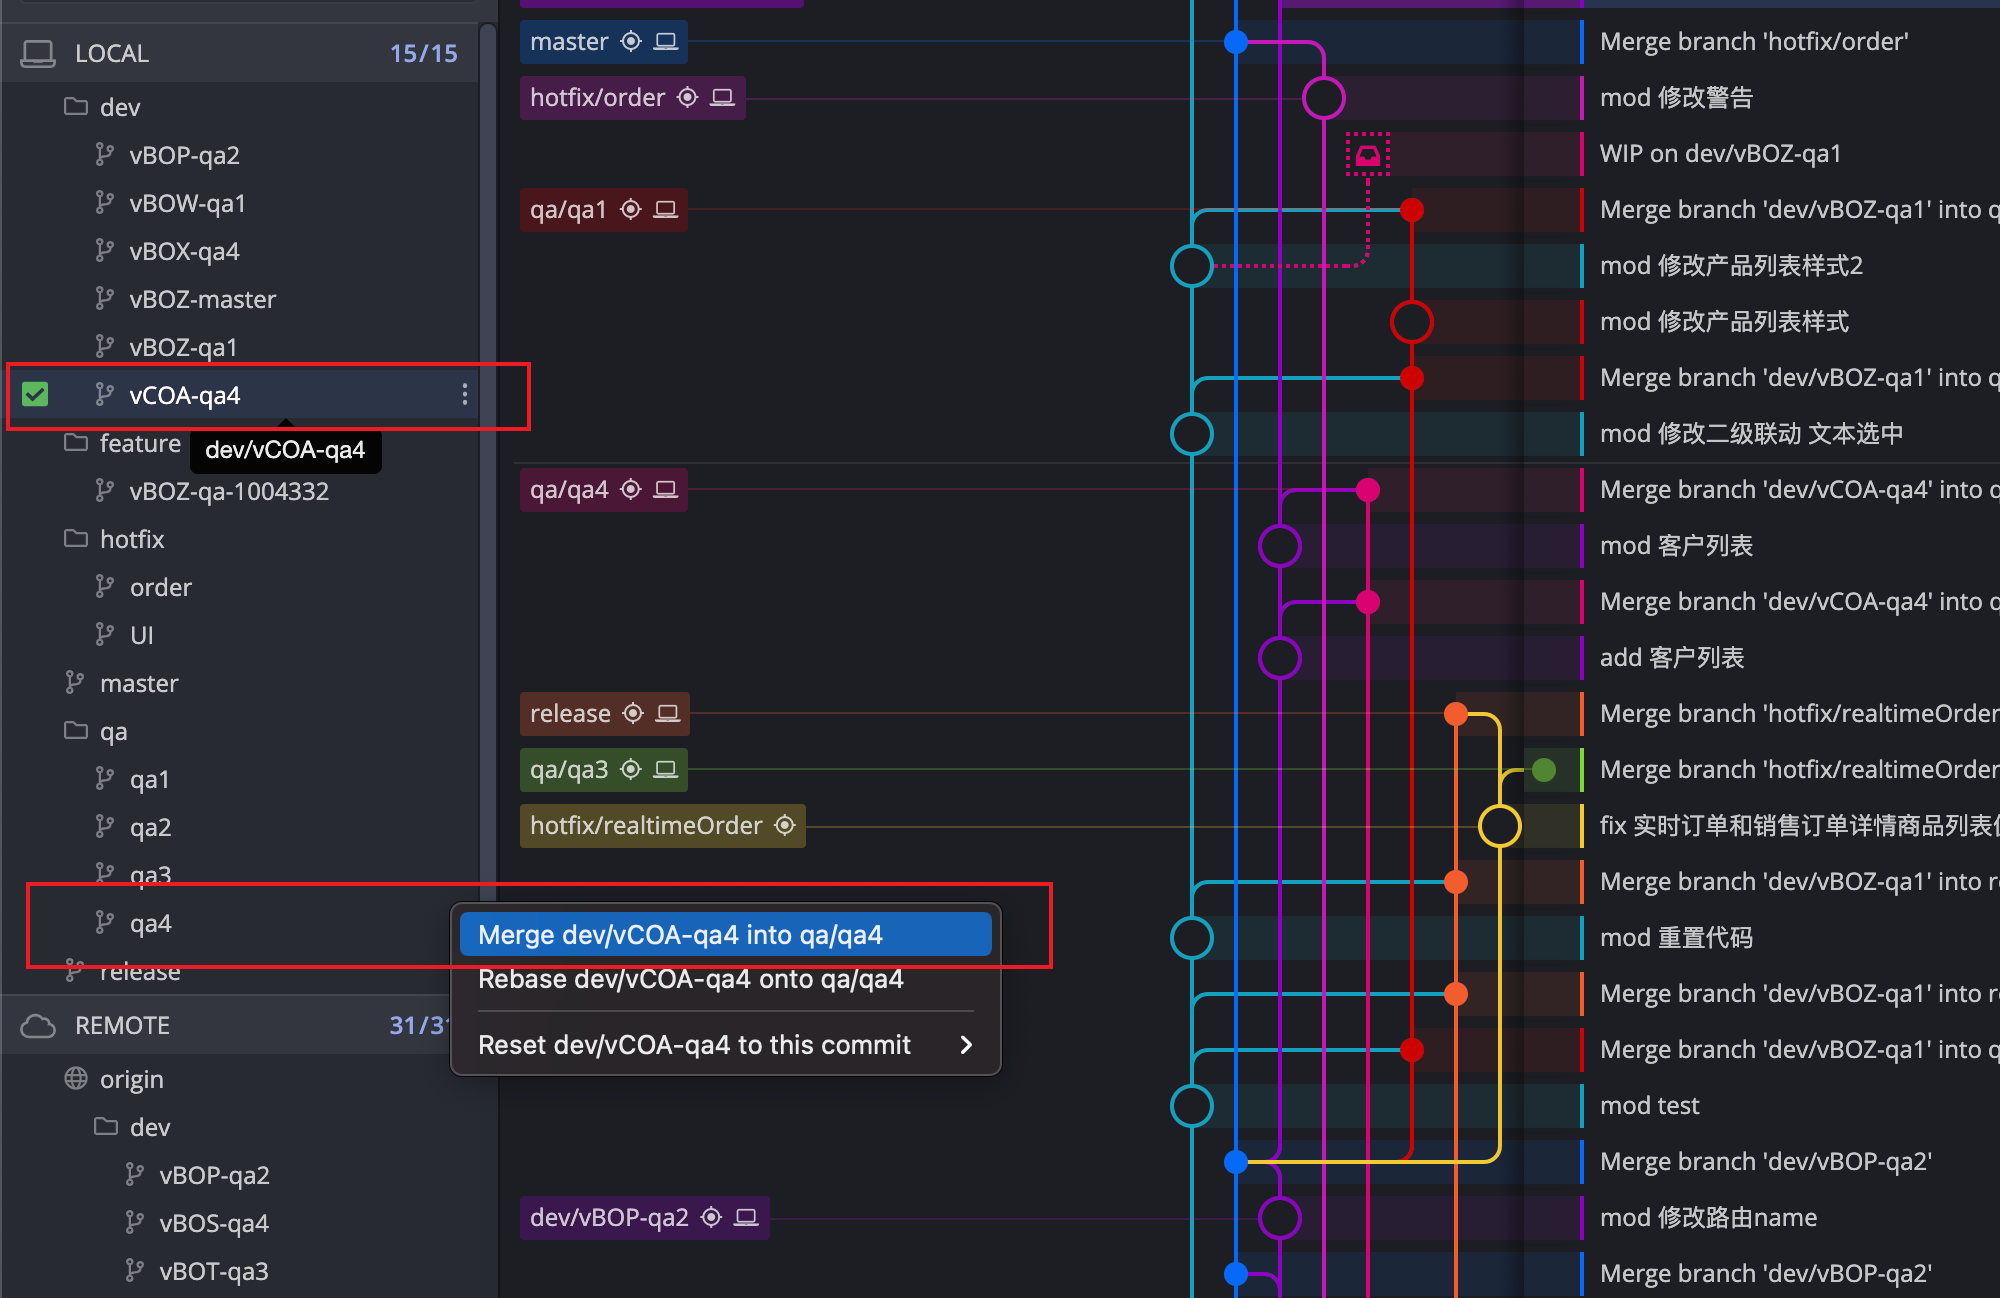 LOCAL 15/15
dev
vBOP-qa2
vBOW-qa1
vBOX-qa4
vBOZ-master
vBOZ-qa1
vCOA-qa4
dev/vCOA-qa4
feature
vBOZ-qa-1004332
hotfix
order
UI
master
qa
qa1
qa2
qa3
qa4
release
REMOTE 31/31
origin
dev
vBOP-qa2
vBOS-qa4
vBOT-qa3
Merge dev/vCOA-qa4 into qa/qa4
Rebase dev/vCOA-qa4 onto qa/qa4
Reset dev/vCOA-qa4 to this commit
master
hotfix/order
qa/qa1
qa/qa4
release
qa/qa3
hotfix/realtimeOrder
dev/vBOP-qa2
Merge branch 'hotfix/order'
mod 修改警告
WIP on dev/vBOZ-qa1
Merge branch 'dev/vBOZ-qa1' into q
mod 修改产品列表样式2
mod 修改产品列表样式
Merge branch 'dev/vBOZ-qa1' into q
mod 修改二级联动 文本选中
Merge branch 'dev/vCOA-qa4' into q
mod 客户列表
Merge branch 'dev/vCOA-qa4' into q
add 客户列表
Merge branch 'hotfix/realtimeOrder
Merge branch 'hotfix/realtimeOrder
fix 实时订单和销售订单详情商品列表
Merge branch 'dev/vBOZ-qa1' into r
mod 重置代码
Merge branch 'dev/vBOZ-qa1' into r
Merge branch 'dev/vBOZ-qa1' into q
mod test
Merge branch 'dev/vBOP-qa2'
mod 修改路由name
Merge branch 'dev/vBOP-qa2'